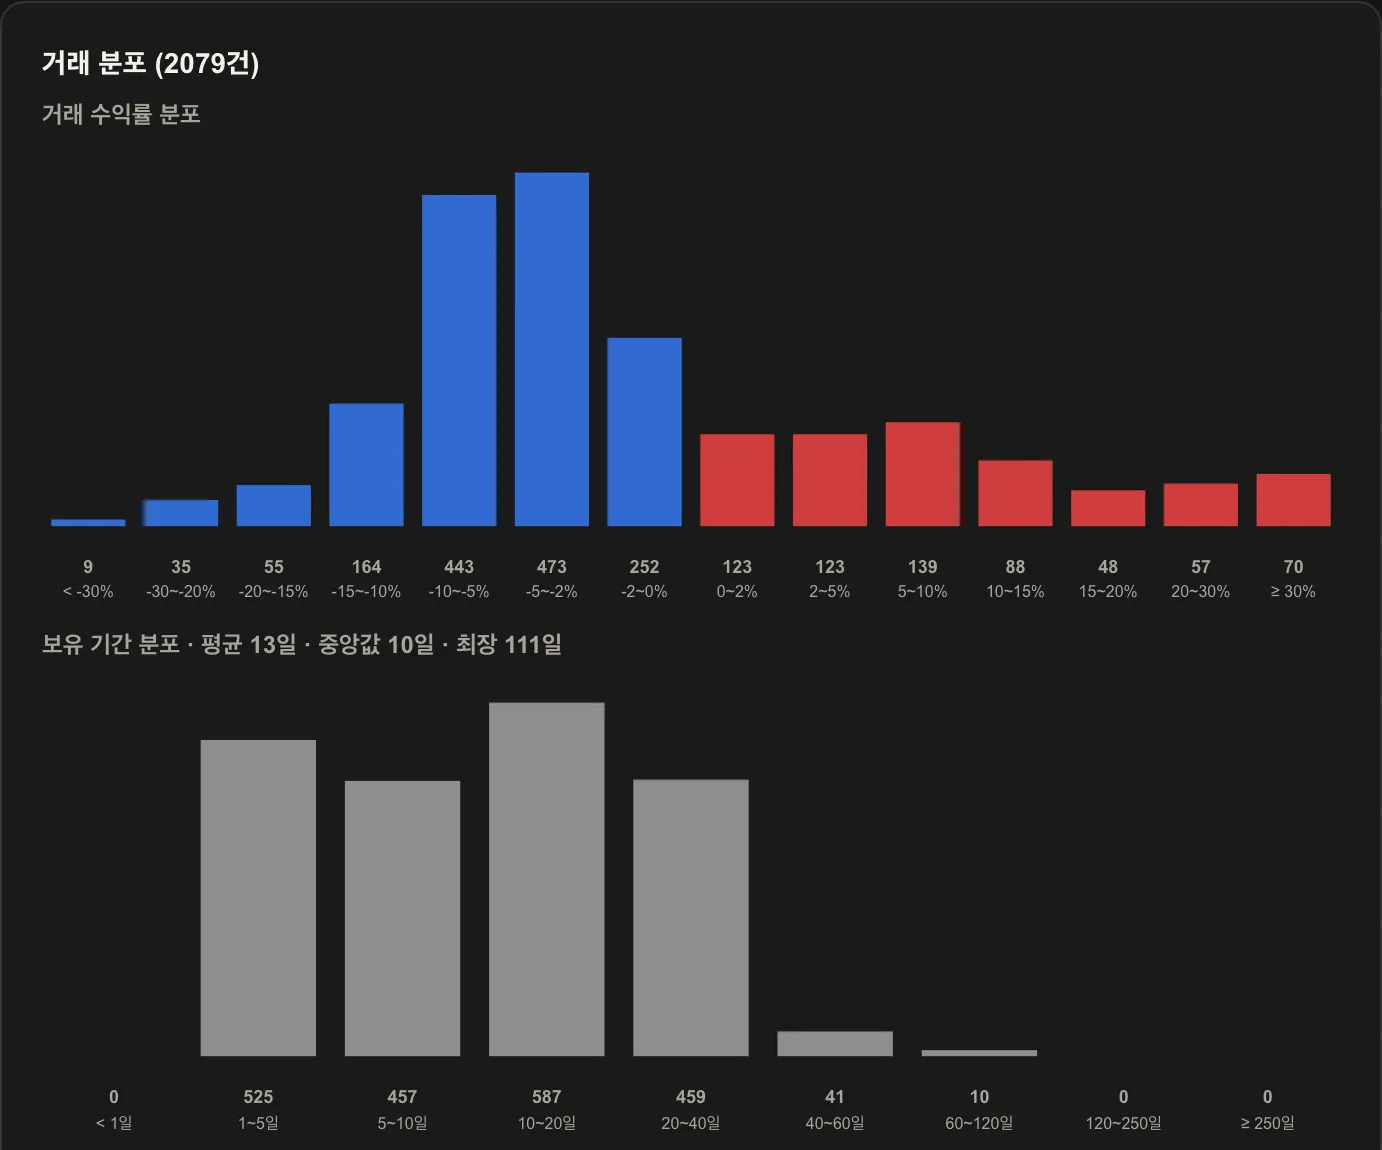 거래 분포 (2079건)
거래 수익률 분포
9 35 55 164 443 473 252 123 123 139 88 48 57 70
< -30% -30~-20% -20~-15% -15~-10% -10~-5% -5~-2% -2~0% 0~2% 2~5% 5~10% 10~15% 15~20% 20~30% ≥ 30%
보유 기간 분포 · 평균 13일 · 중앙값 10일 · 최장 111일
0 525 457 587 459 41 10 0 0
< 1일 1~5일 5~10일 10~20일 20~40일 40~60일 60~120일 120~250일 ≥ 250일